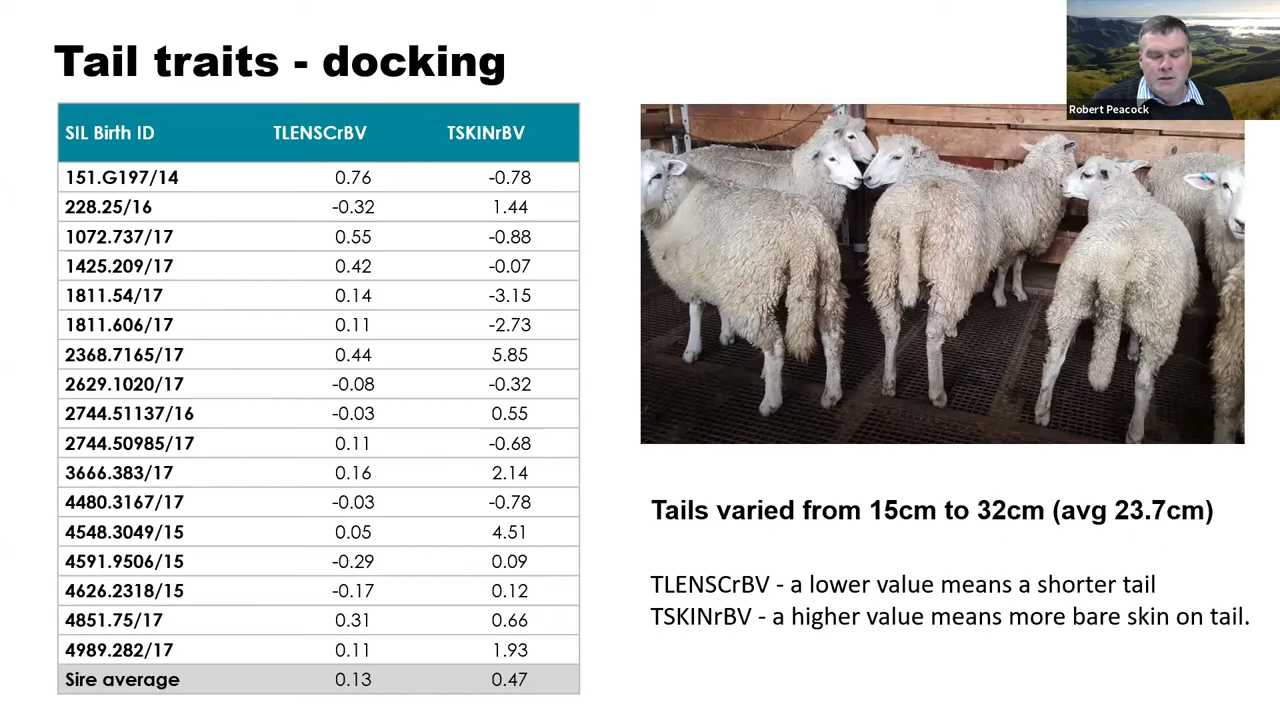 Tail traits - docking
Robert Peacock
SIL Birth ID TLENSCrBV TSKINrBV
151.G197/14 0.76 -0.78
228.25/16 -0.32 1.44
1072.737/17 0.55 -0.88
1425.209/17 0.42 -0.07
1811.54/17 0.14 -3.15
1811.606/17 0.11 -2.73
2368.7165/17 0.44 5.85
2629.1020/17 -0.08 -0.32
2744.51137/16 -0.03 0.55
2744.50985/17 0.11 -0.68
3666.383/17 0.16 2.14
4480.3167/17 -0.03 -0.78
4548.3049/15 0.05 4.51
4591.9506/15 -0.29 0.09
4626.2318/15 -0.17 0.12
4851.75/17 0.31 0.66
4989.282/17 0.11 1.93
Sire average 0.13 0.47
Tails varied from 15cm to 32cm (avg 23.7cm)
TLENSCrBV - a lower value means a shorter tail
TSKINrBV - a higher value means more bare skin on tail.